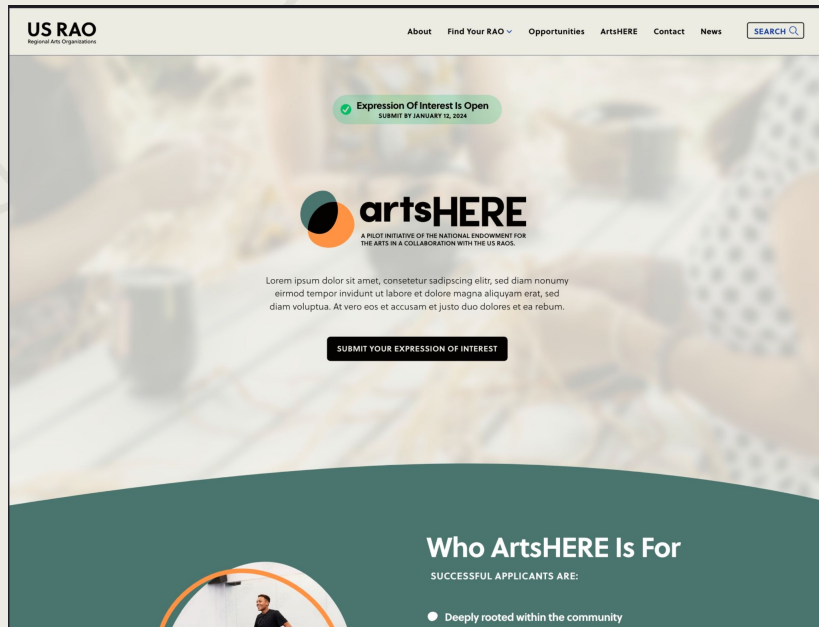 US RAO
Regional Arts Organizations
About Find Your RAO Opportunities ArtsHERE Contact News SEARCH
Expression Of Interest Is Open
SUBMIT BY JANUARY 12, 2024
artsHERE
A PILOT INITIATIVE OF THE NATIONAL ENDOWMENT FOR
THE ARTS IN A COLLABORATION WITH THE US RAOS.
Lorem ipsum dolor sit amet, consetetur sadipscing elitr, sed diam nonumy
eirmod tempor invidunt ut labore et dolore magna aliquyam erat, sed
diam voluptua. At vero eos et accusam et justo duo dolores et ea rebum.
SUBMIT YOUR EXPRESSION OF INTEREST
Who ArtsHERE Is For
SUCCESSFUL APPLICANTS ARE:
Deeply rooted within the community